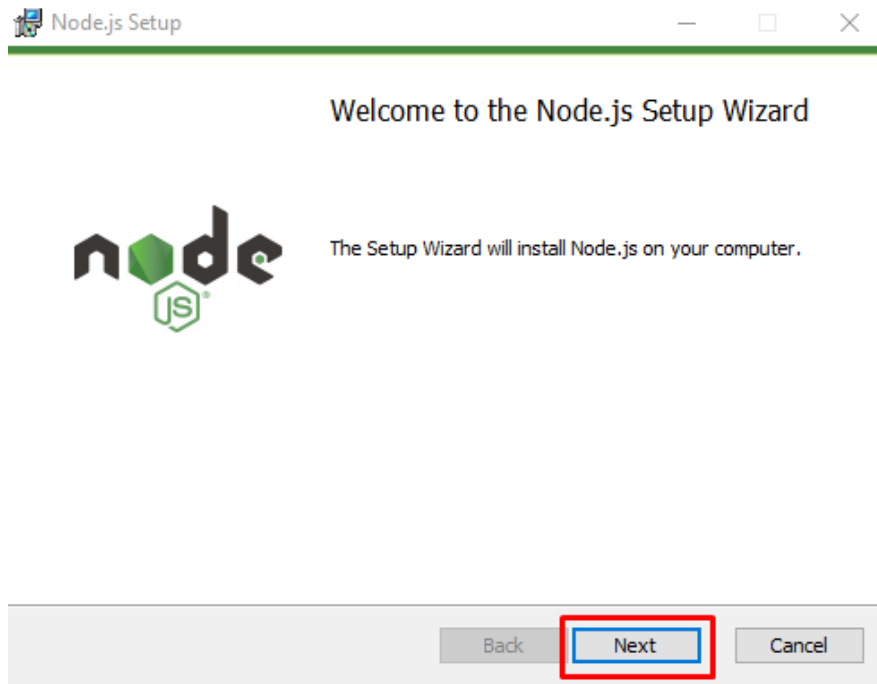 Node.js Setup
Welcome to the Node.js Setup Wizard
node
The Setup Wizard will install Node.js on your computer.
JS®
Back Next Cancel